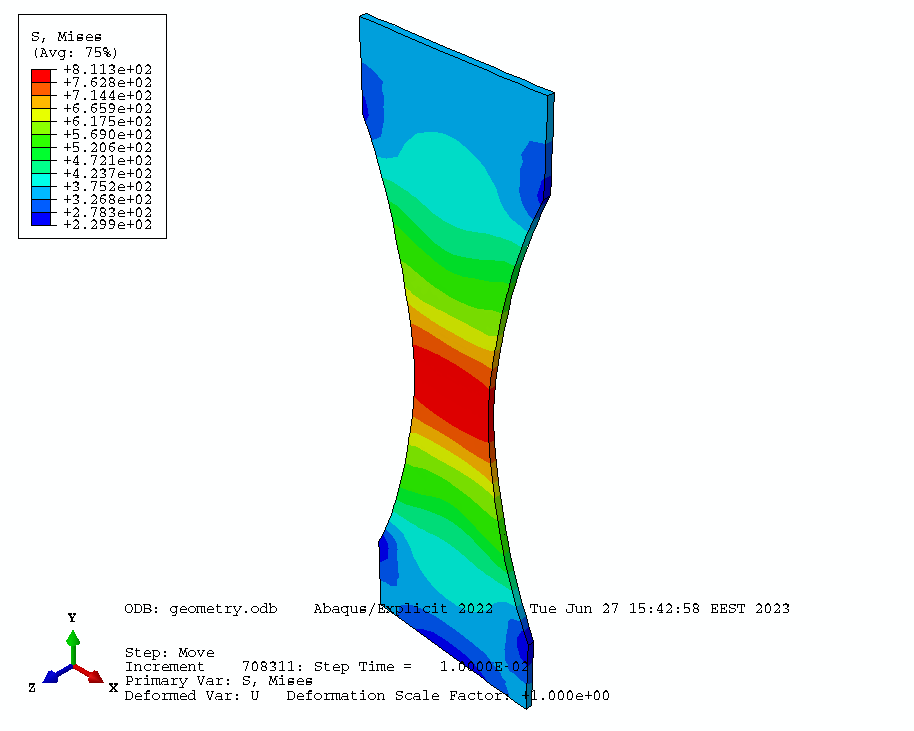 S, Mises
(Avg: 75%)
+8.113e+02
+7.628e+02
+7.144e+02
+6.659e+02
+6.175e+02
+5.690e+02
+5.206e+02
+4.721e+02
+4.237e+02
+3.752e+02
+3.268e+02
+2.783e+02
+2.299e+02
ODB: geometry.odb Abaqus/Explicit 2022 Tue Jun 27 15:42:58 EEST 2023
Y
Z
X
Step: Move
Increment 708311: Step Time = 1.0000E-02
Primary Var: S, Mises
Deformed Var: U Deformation Scale Factor: +1.000e+00